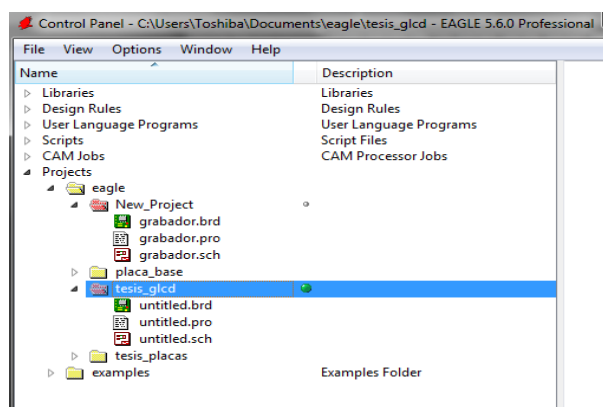 Control Panel - C:\Users\Toshiba\Documents\eagle\tesis_glcd - EAGLE 5.6.0 Professional
File View Options Window Help
Name Description
Libraries Libraries
Design Rules Design Rules
User Language Programs User Language Programs
Scripts Script Files
CAM Jobs CAM Processor Jobs
Projects
eagle
New_Project
grabador.brd
grabador.pro
grabador.sch
placa_base
tesis_glcd
untitled.brd
untitled.pro
untitled.sch
tesis_placas
examples Examples Folder